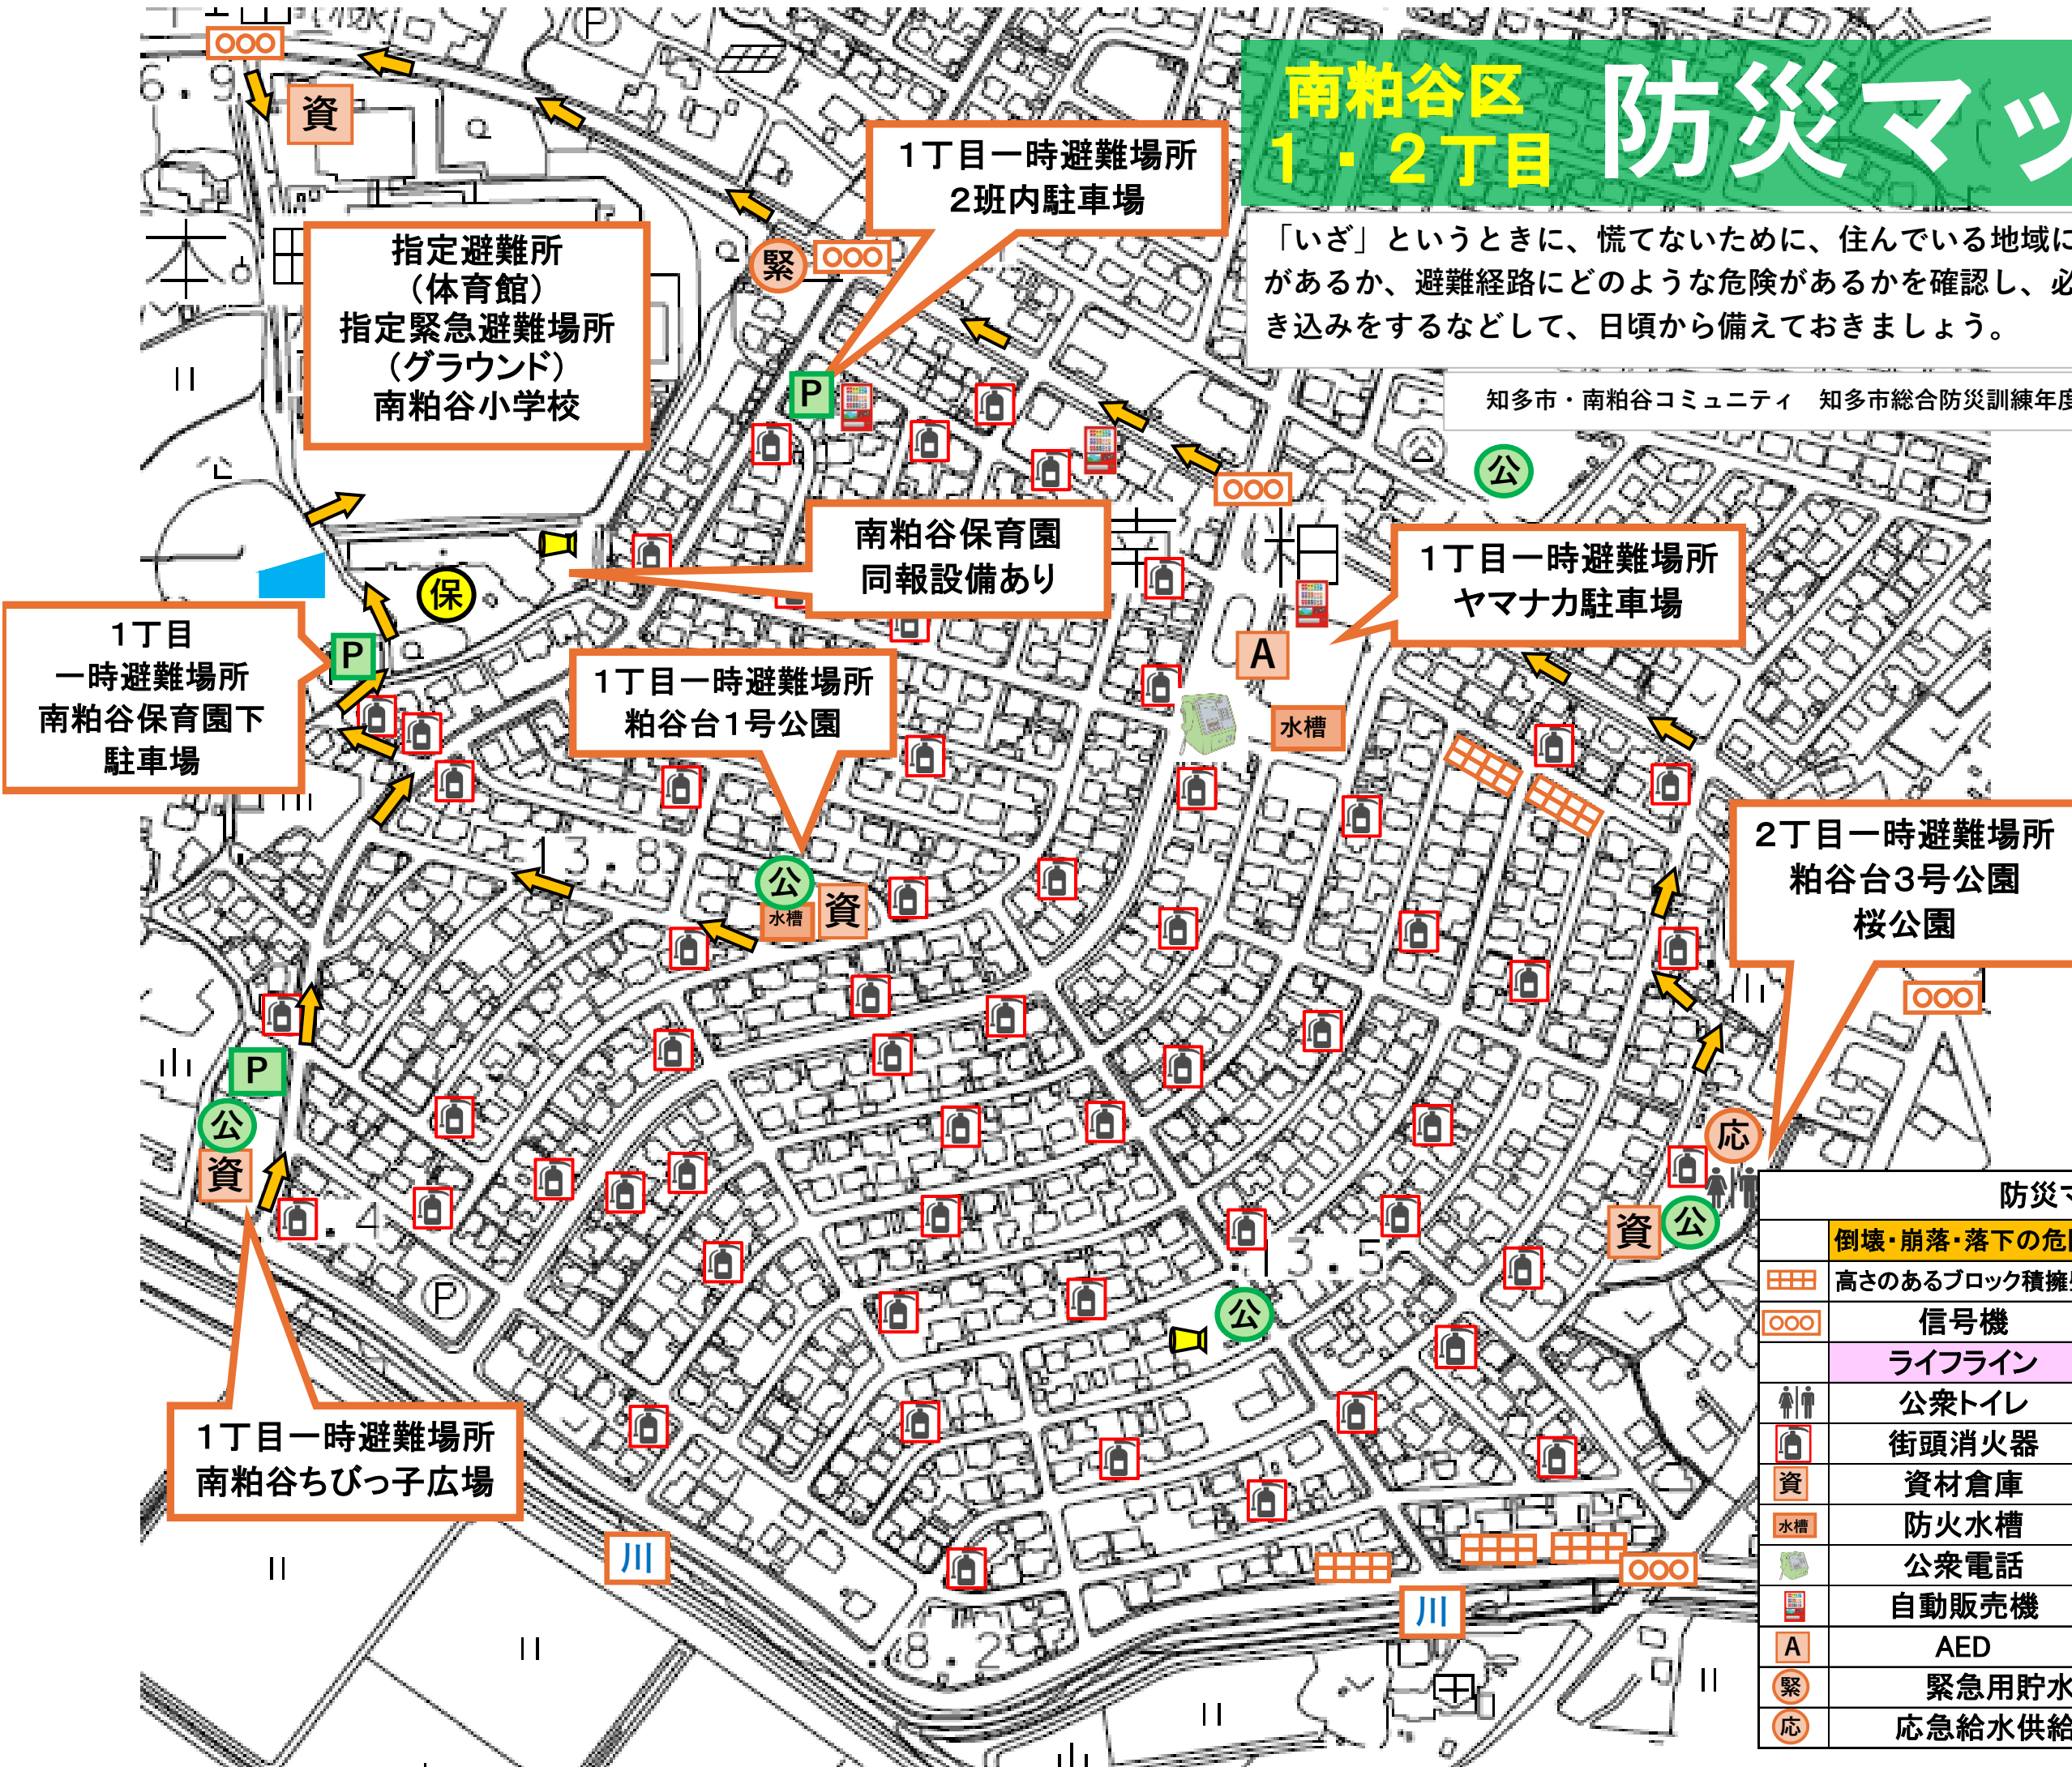 南粕谷区
1・2丁目
防災マッ
「いざ」というときに、慌てないために、住んでいる地域に
があるか、避難経路にどのような危険があるかを確認し、必
き込みをするなどして、日頃から備えておきましょう。
知多市・南粕谷コミュニティ 知多市総合防災訓練年度
6.9
資
P
指定避難所
(体育館)
指定緊急避難場所
(グラウンド)
南粕谷小学校
1丁目一時避難場所
2班内駐車場
緊
P
公
南粕谷保育園
同報設備あり
南
1丁目一時避難場所
ヤマナカ駐車場
保
1丁目
一時避難場所
南粕谷保育園下
駐車場
P
A
1丁目一時避難場所
粕谷台1号公園
水槽
13.8
公
水槽
資
2丁目一時避難場所
粕谷台3号公園
桜公園
P
公
資
応
資
公
.4
3.5
P
公
1丁目一時避難場所
南粕谷ちびっ子広場
川
川
8.2
防災マ
倒壊・崩落・落下の危
高さのあるブロック積擁
信号機
ライフライン
公衆トイレ
街頭消火器
資 資材倉庫
水槽 防火水槽
公衆電話
自動販売機
A AED
緊 緊急用貯水
応 応急給水供給